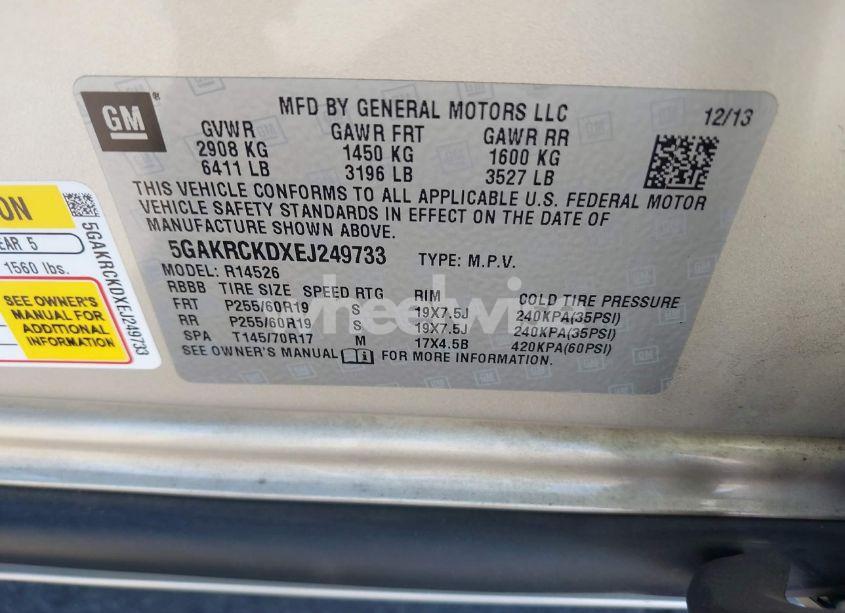 GM
MFD BY GENERAL MOTORS LLC
12/13
GVWR GAWR FRT GAWR RR
2908 KG 1450 KG 1600 KG
6411 LB 3196 LB 3527 LB
THIS VEHICLE CONFORMS TO ALL APPLICABLE U.S. FEDERAL MOTOR
VEHICLE SAFETY STANDARDS IN EFFECT ON THE DATE OF
MANUFACTURE SHOWN ABOVE.
5GAKRCKDXEJ249733 TYPE: M.P.V.
MODEL: R14526
RBBB TIRE SIZE SPEED RTG RIM COLD TIRE PRESSURE
FRT P255/60R19 S 19X7.5J 240KPA(35PSI)
RR P255/60R19 S 19X7.5J 240KPA(35PSI)
SPA T145/70R17 M 17X4.5B 420KPA(60PSI)
SEE OWNER'S MANUAL FOR MORE INFORMATION.
ON
EAR 5
1560 lbs.
SEE OWNER'S
MANUAL FOR
ADDITIONAL
INFORMATION
5GAKRCKDXEJ249733